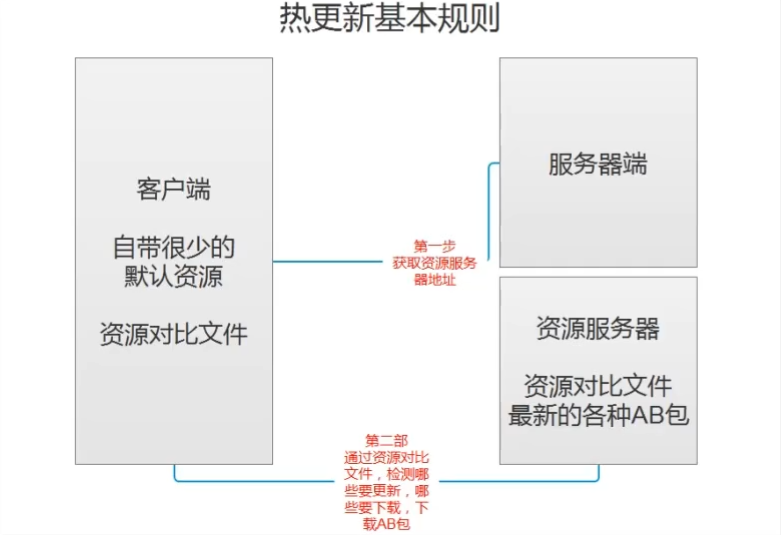 热更新基本规则
客户端
自带很少的
默认资源
资源对比文件
第一步
获取资源服务
器地址
服务器端
资源服务器
资源对比文件
最新的各种AB包
第二部
通过资源对比
文件，检测哪
些要更新，哪
些要下载，下
载AB包